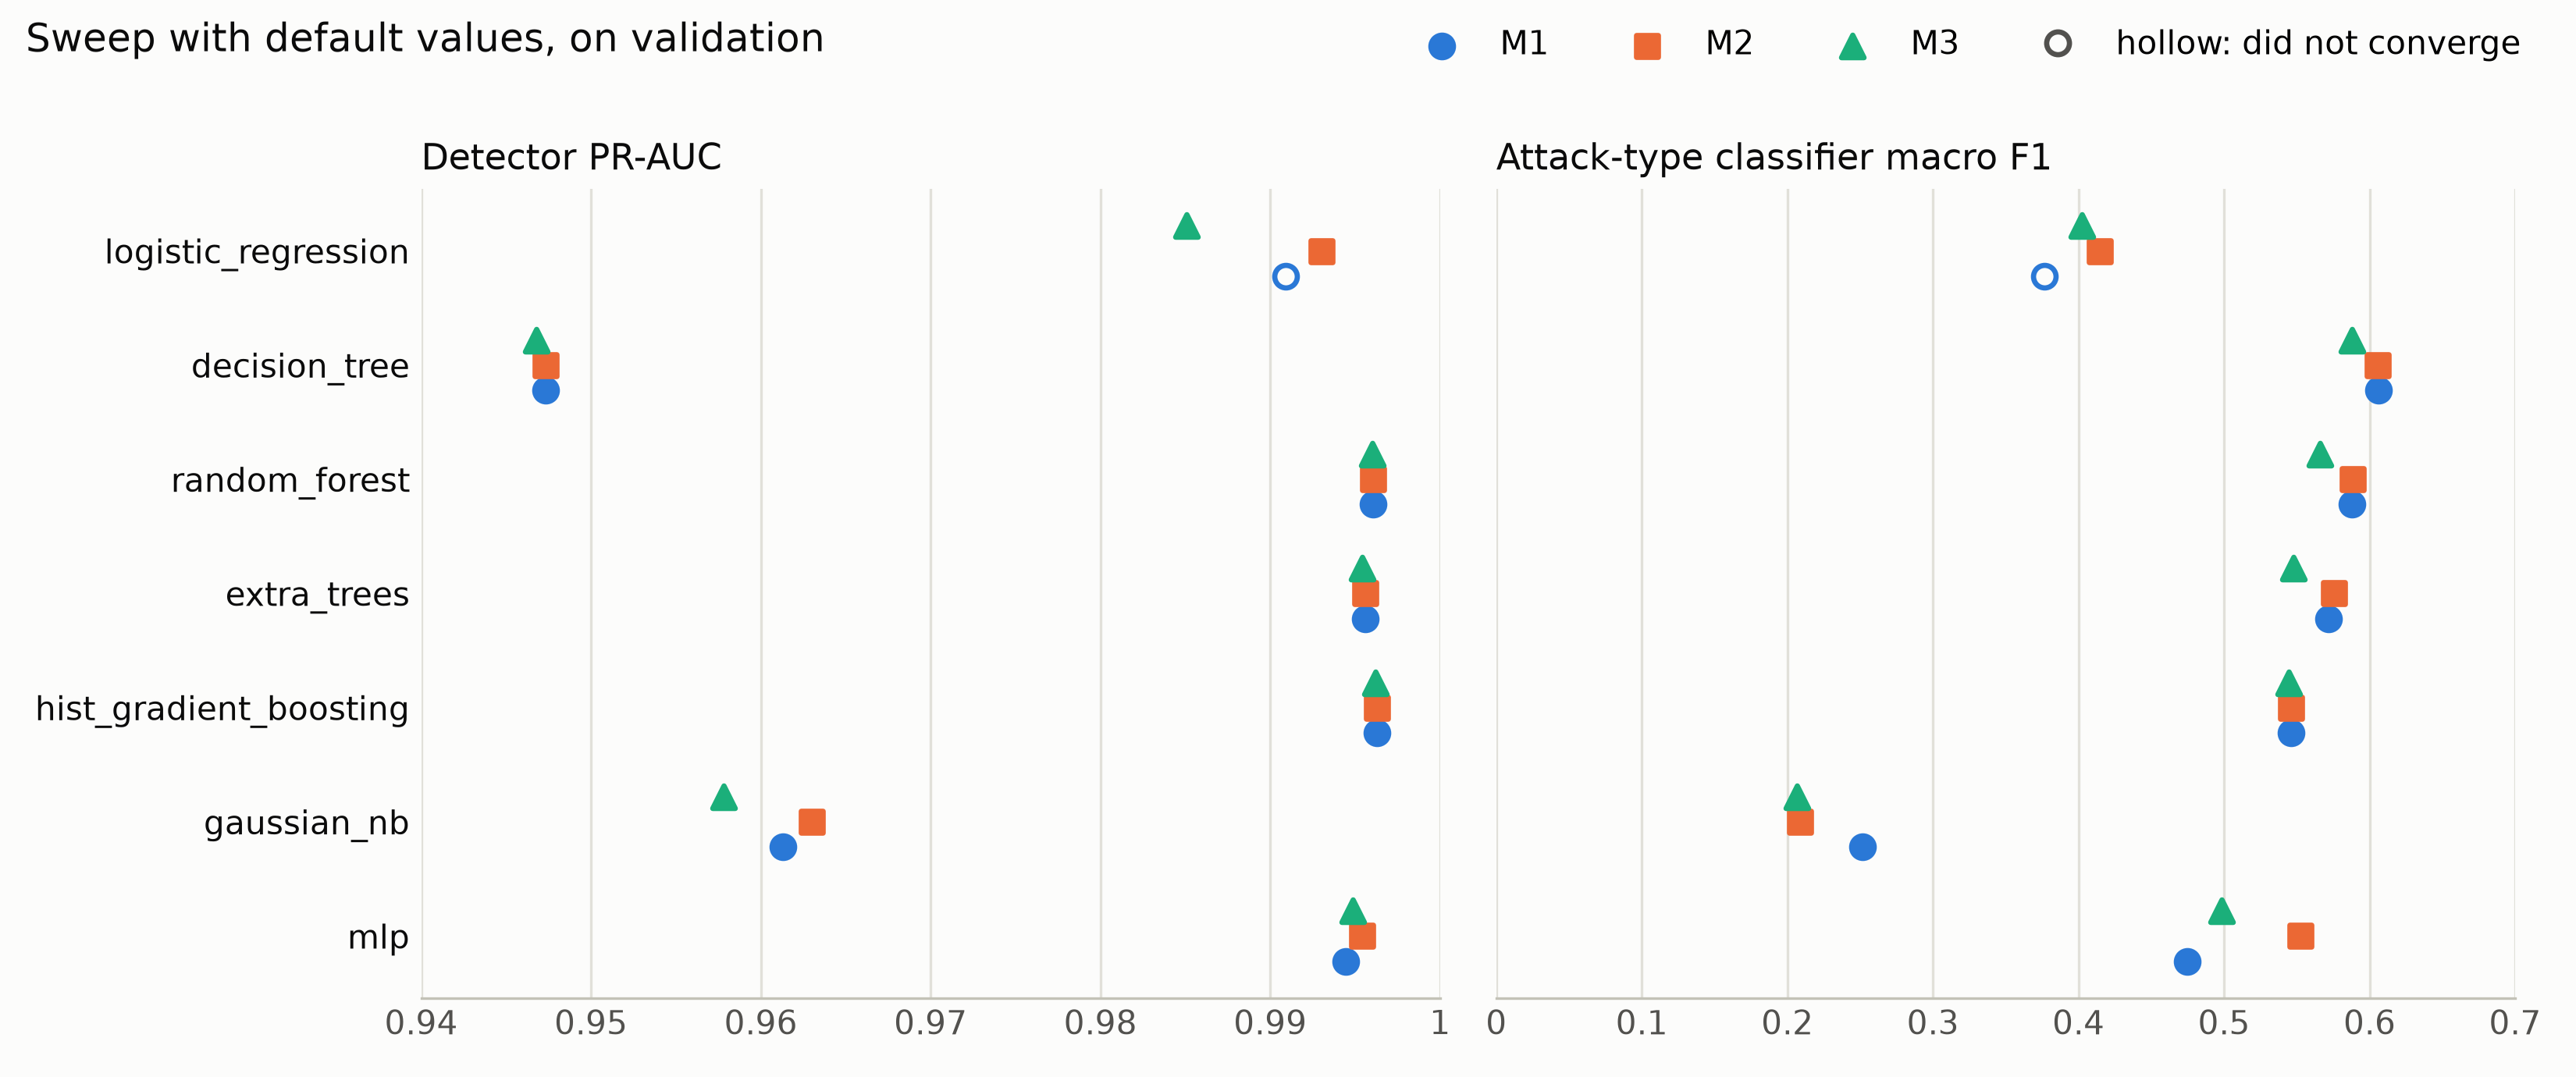 Sweep with default values, on validation
M1 M2 M3 hollow: did not converge
Detector PR-AUC
Attack-type classifier macro F1
logistic_regression
decision_tree
random_forest
extra_trees
hist_gradient_boosting
gaussian_nb
mlp
0.94 0.95 0.96 0.97 0.98 0.99 1
0 0.1 0.2 0.3 0.4 0.5 0.6 0.7